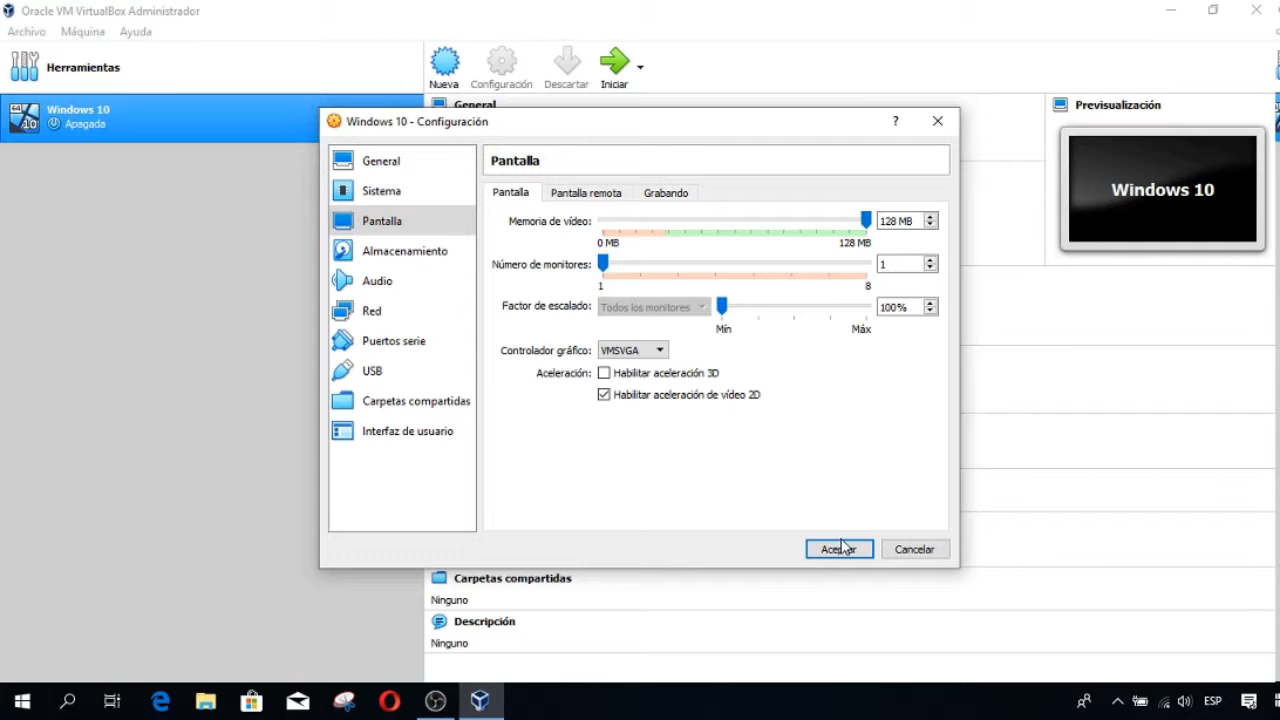 Oracle VM VirtualBox Administrador
Archivo Máquina Ayuda
Herramientas
Nueva Configuración Descartar Iniciar
Windows 10
Apagada
64
10
General
Previsualización
Windows 10
Windows 10 - Configuración
?
General
Sistema
Pantalla
Almacenamiento
Audio
Red
Puertos serie
USB
Carpetas compartidas
Interfaz de usuario
Pantalla
Pantalla Pantalla remota Grabando
Memoria de vídeo: 128 MB
0 MB 128 MB
Número de monitores: 1
1 8
Factor de escalado: Todos los monitores 100%
Mín Máx
Controlador gráfico: VMSVGA
Aceleración: Habilitar aceleración 3D
Habilitar aceleración de vídeo 2D
Aceptar Cancelar
Carpetas compartidas
Ninguno
Descripción
Ninguno
ESP